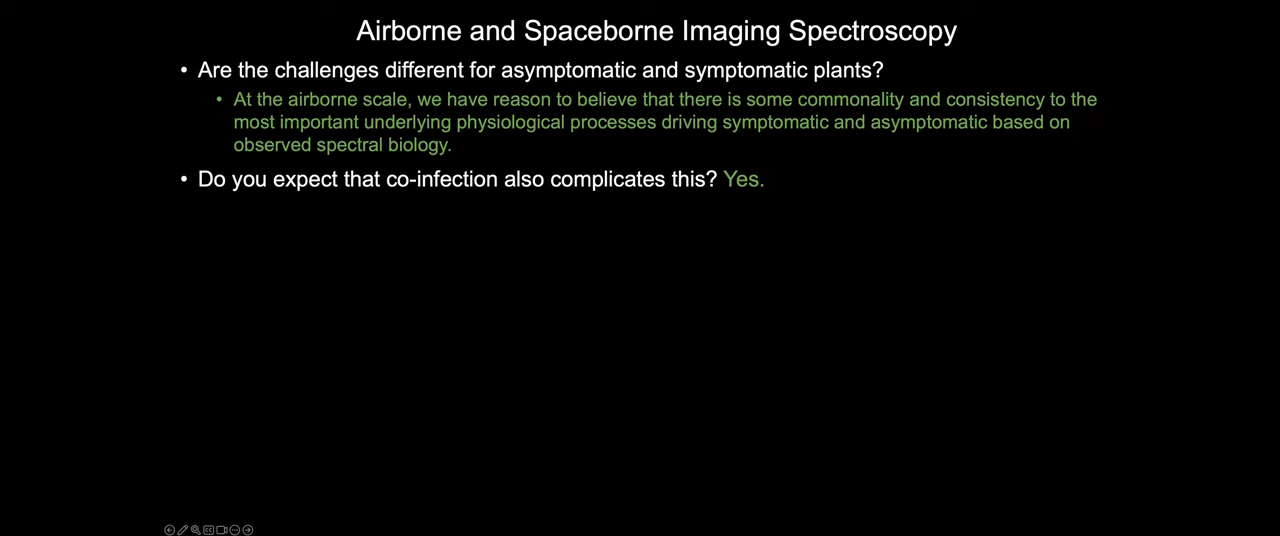 Airborne and Spaceborne Imaging Spectroscopy
• Are the challenges different for asymptomatic and symptomatic plants?
• At the airborne scale, we have reason to believe that there is some commonality and consistency to the
most important underlying physiological processes driving symptomatic and asymptomatic based on
observed spectral biology.
• Do you expect that co-infection also complicates this? Yes.